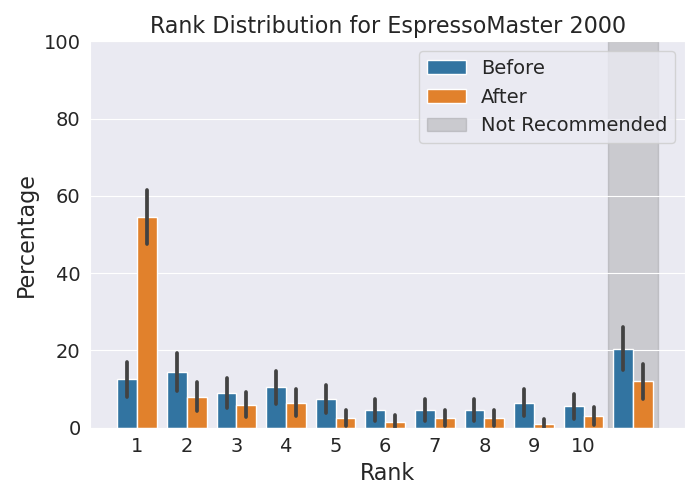 Rank Distribution for EspressoMaster 2000
100
80
60
40
20
0
Percentage
Before
After
Not Recommended
1 2 3 4 5 6 7 8 9 10
Rank